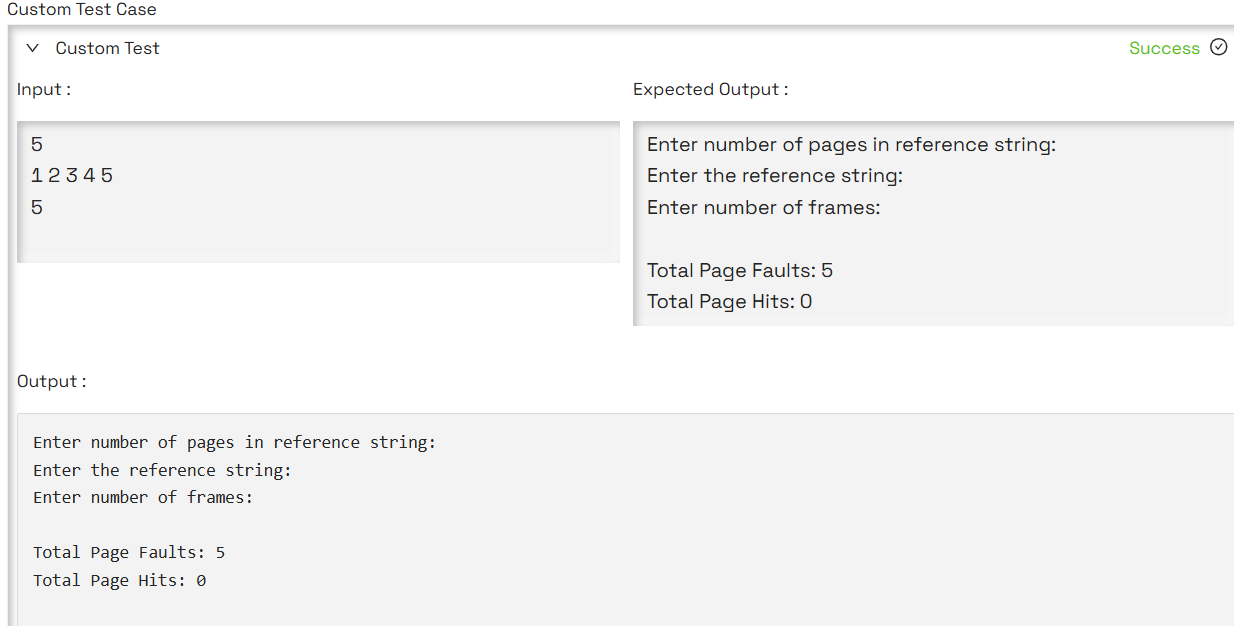 Custom Test Case
Custom Test
Success
Input :
5
1 2 3 4 5
5
Expected Output :
Enter number of pages in reference string:
Enter the reference string:
Enter number of frames:
Total Page Faults: 5
Total Page Hits: 0
Output :
Enter number of pages in reference string:
Enter the reference string:
Enter number of frames:
Total Page Faults: 5
Total Page Hits: 0